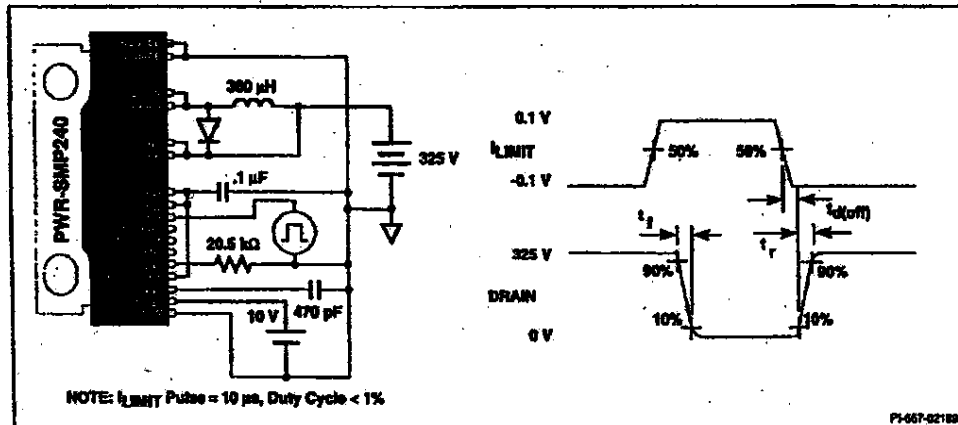 PWR-SMP240
360 µH
325 V
.1 µF
20.5 kΩ
470 pF
10 V
NOTE: ILIMIT Pulse = 10 µs, Duty Cycle < 1%
0.1 V
ILIMIT
-0.1 V
50%
50%
td(off)
tf
tr
325 V
90%
90%
DRAIN
10%
10%
0 V